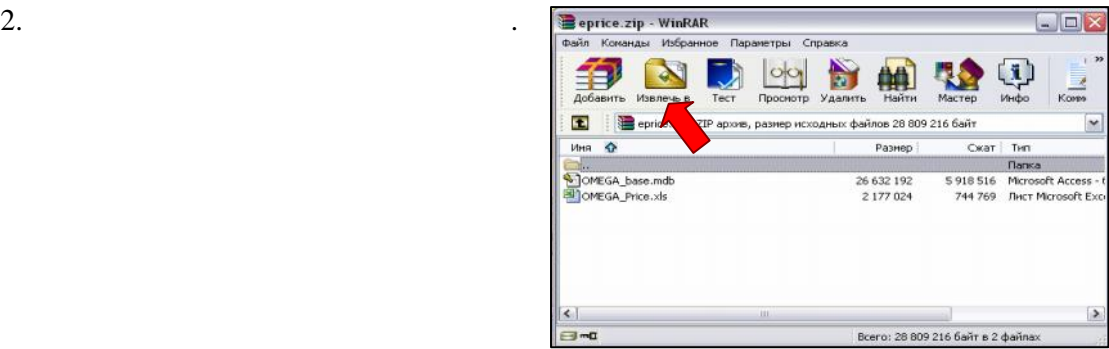 2. .
eprice.zip - WinRAR
Файл Команды Избранное Параметры Справка
Добавить Извлечь в Тест Просмотр Удалить Найти Мастер Инфо
ZIP архив, размер исходных файлов 28 809 216 байт
Имя Размер Сжат Тип
.. Папка
OMEGA_base.mdb 26 632 192 5 918 516 Microsoft Access -
OMEGA_Price.xls 2 177 024 744 769 Лист Microsoft Exc
Всего: 28 809 216 байт в 2 файлах